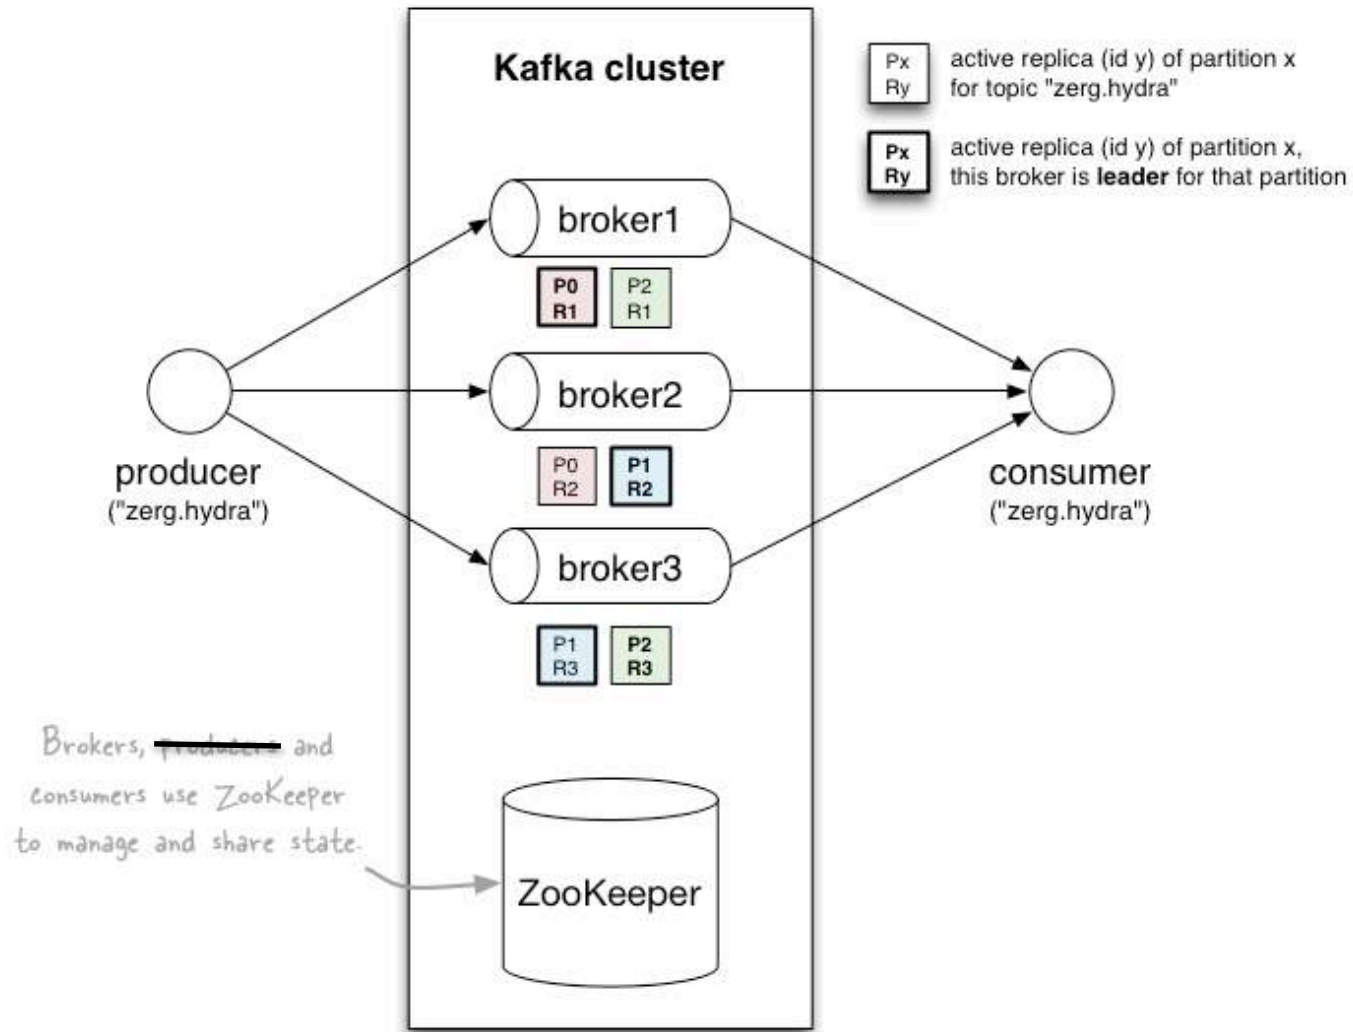 Kafka cluster
Px
Ry
active replica (id y) of partition x
for topic "zerg.hydra"
Px
Ry
active replica (id y) of partition x,
this broker is leader for that partition
broker1
P0
R1
P2
R1
broker2
P0
R2
P1
R2
producer
("zerg.hydra")
consumer
("zerg.hydra")
broker3
P1
R3
P2
R3
Brokers, producers and
consumers use ZooKeeper
to manage and share state.
ZooKeeper